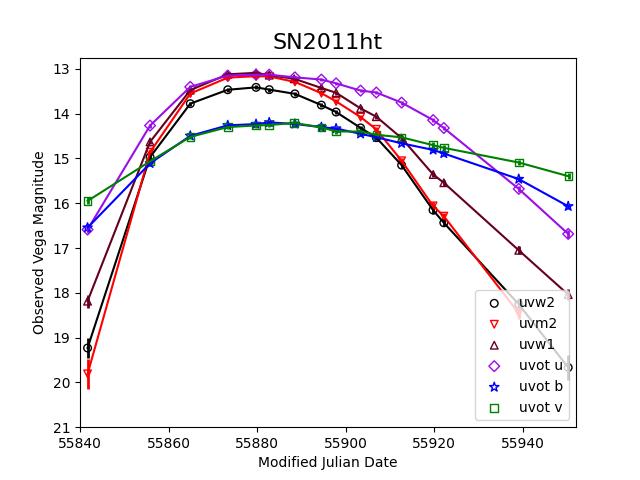 SN2011ht
Observed Vega Magnitude
13
14
15
16
17
18
19
20
21
55840
55860
55880
55900
55920
55940
Modified Julian Date
uvw2
uvm2
uvw1
uvot u
uvot b
uvot v